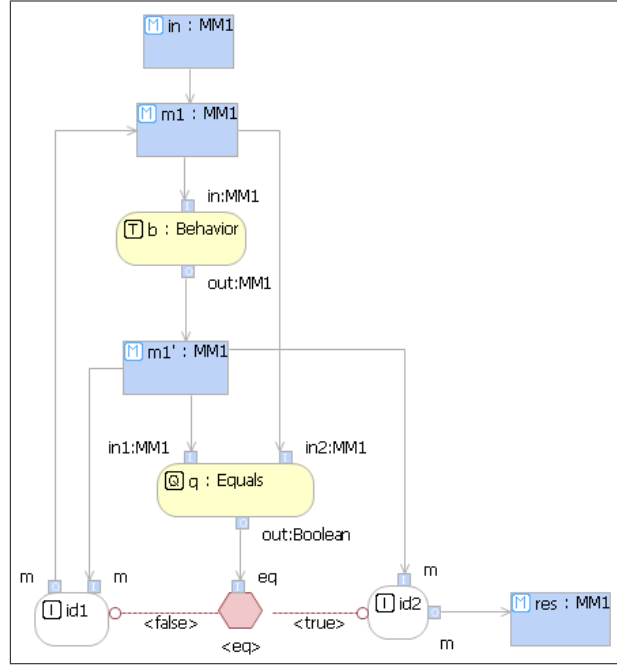 M in : MM1
M m1 : MM1
in:MM1
I
T b : Behavior
O
out:MM1
M m1' : MM1
in1:MM1
I
I
in2:MM1
Q q : Equals
O
out:Boolean
m
O
I
m
I
eq
I
m
I id1
<false>
<eq>
<true>
I id2
O
m
M res : MM1